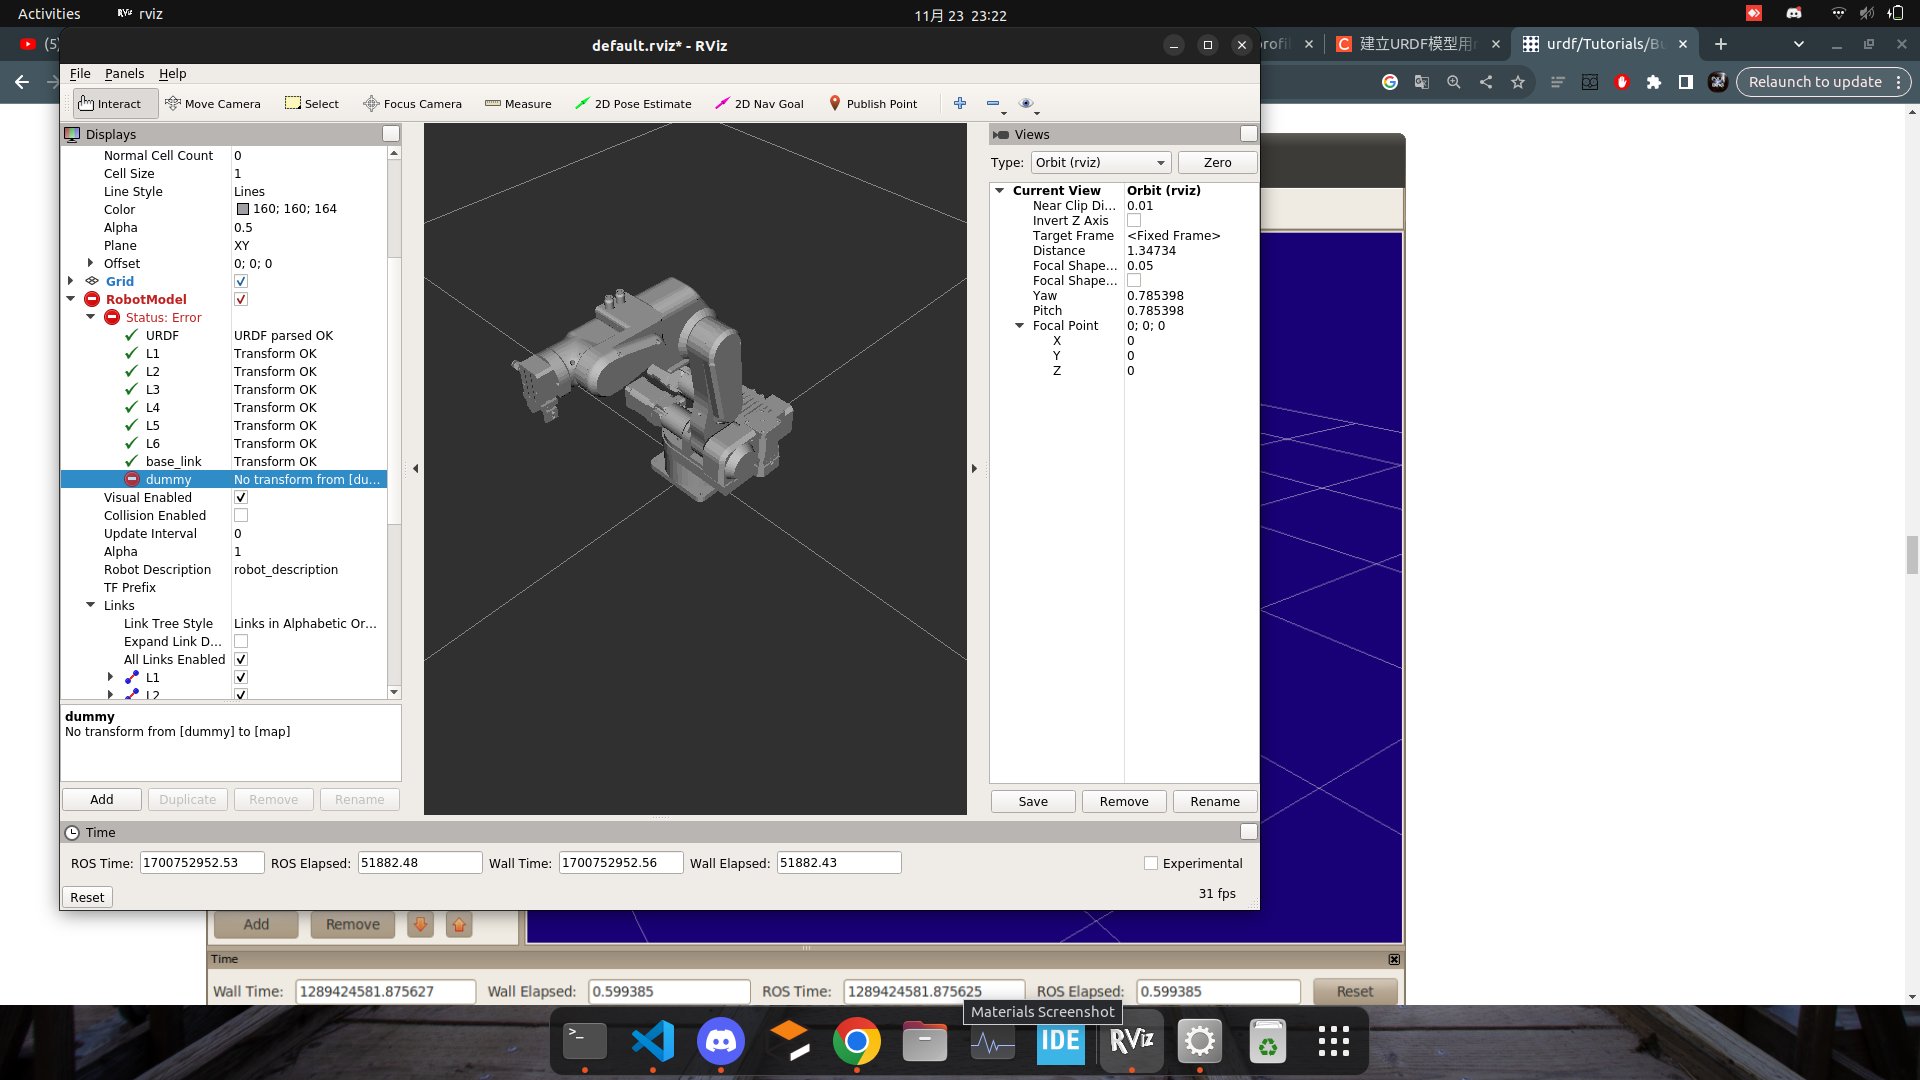 Activities
rviz
11月 23 23:22
(5)
default.rviz* - RViz
rofil
建立URDF模型用r
urdf/Tutorials/Bu
File Panels Help
Relaunch to update
Interact Move Camera Select Focus Camera Measure 2D Pose Estimate 2D Nav Goal Publish Point
Displays
Views
Normal Cell Count 0
Cell Size 1
Line Style Lines
Color 160; 160; 164
Alpha 0.5
Plane XY
Offset 0; 0; 0
Grid
RobotModel
Status: Error
URDF URDF parsed OK
L1 Transform OK
L2 Transform OK
L3 Transform OK
L4 Transform OK
L5 Transform OK
L6 Transform OK
base_link Transform OK
dummy No transform from [du...
Visual Enabled
Collision Enabled
Update Interval 0
Alpha 1
Robot Description robot_description
TF Prefix
Links
Link Tree Style Links in Alphabetic Or...
Expand Link D...
All Links Enabled
L1
L2
dummy
No transform from [dummy] to [map]
Add Duplicate Remove Rename
Type: Orbit (rviz) Zero
Current View Orbit (rviz)
Near Clip Di... 0.01
Invert Z Axis
Target Frame <Fixed Frame>
Distance 1.34734
Focal Shape... 0.05
Focal Shape...
Yaw 0.785398
Pitch 0.785398
Focal Point 0; 0; 0
X 0
Y 0
Z 0
Save Remove Rename
Time
ROS Time: 1700752952.53 ROS Elapsed: 51882.48 Wall Time: 1700752952.56 Wall Elapsed: 51882.43 Experimental
Reset
31 fps
Add Remove
Time
Wall Time: 1289424581.875627 Wall Elapsed: 0.599385 ROS Time: 1289424581.875625 ROS Elapsed: 0.599385 Reset
Materials Screenshot
>_
IDE
RViz